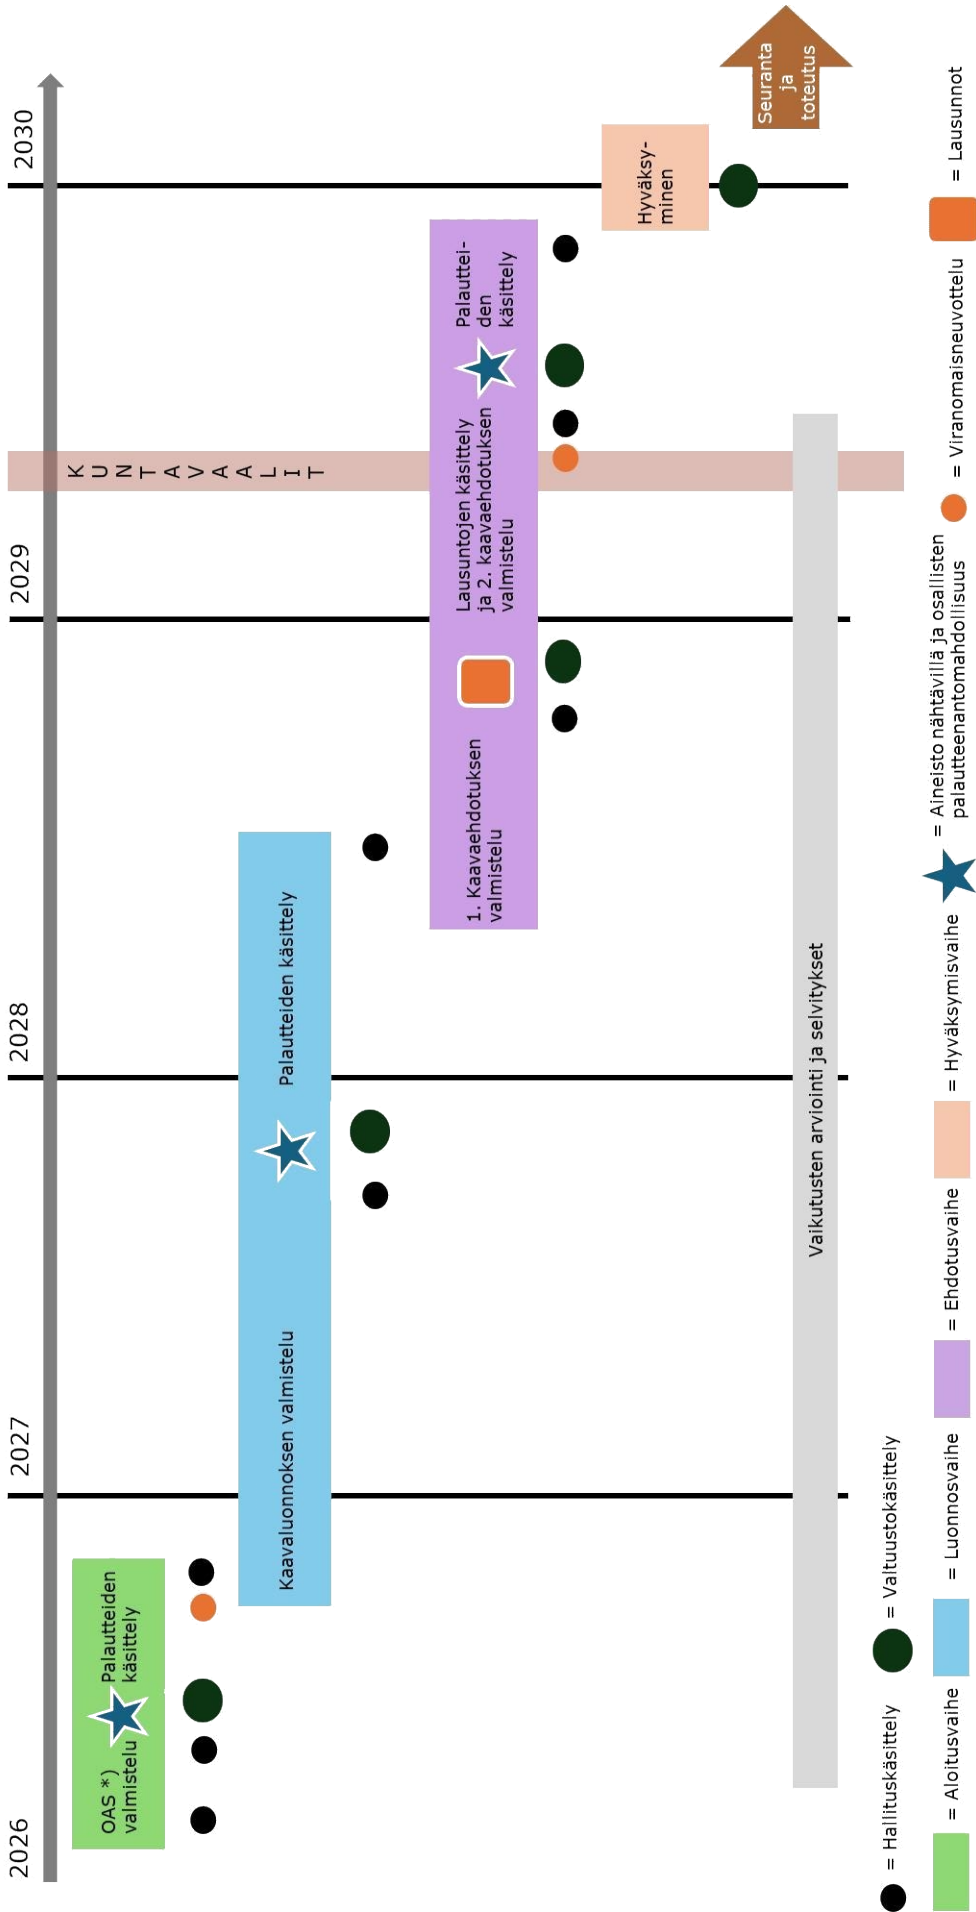 2026
2027
2028
2029
2030
KUNTAVAALIT
OAS *)
valmistelu
Palautteiden
käsittely
Kaavaluonnoksen valmistelu
Palautteiden käsittely
1. Kaavaehdotuksen
valmistelu
Lausuntojen käsittely
ja 2. kaavaehdotuksen
valmistelu
Palauttei-
den
käsittely
Hyväksy-
minen
Seuranta
ja
toteutus
Vaikutusten arviointi ja selvitykset
= Hallituskäsittely
= Valtuustokäsittely
= Aloitusvaihe
= Luonnosvaihe
= Ehdotusvaihe
= Hyväksymisvaihe
= Aineisto nähtävillä ja osallisten
palautteenantomahdollisuus
= Viranomaisneuvottelu
= Lausunnot